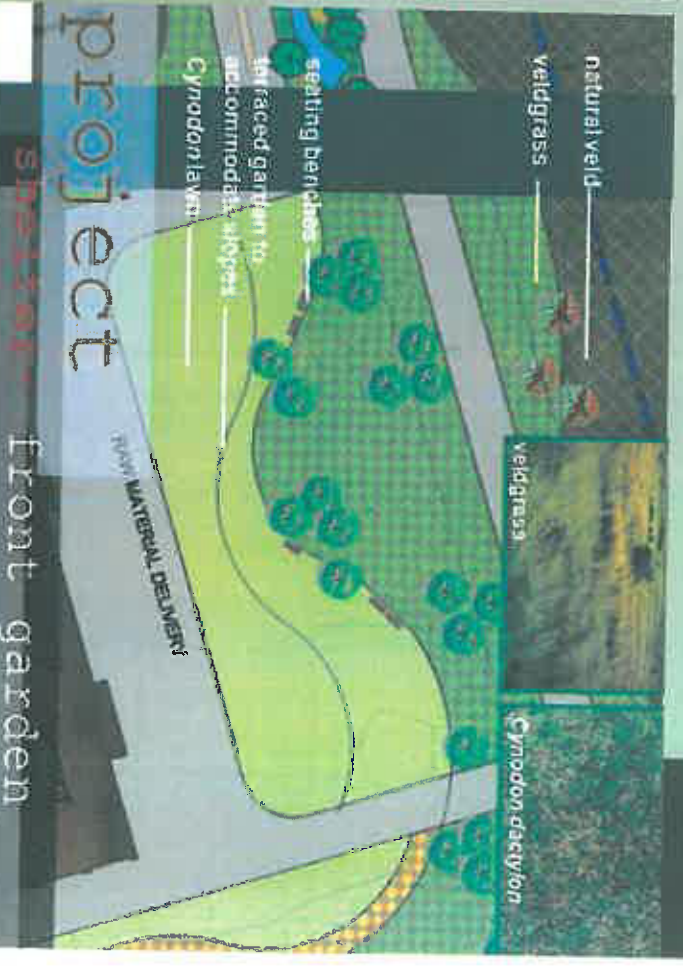 natural veld
veldgrass
seating benches
terraced garden to
accommodate slopes
Cynodon lawn
veldgrass
Cynodon dactylon
RAW MATERIAL DELIVERY
project
front garden